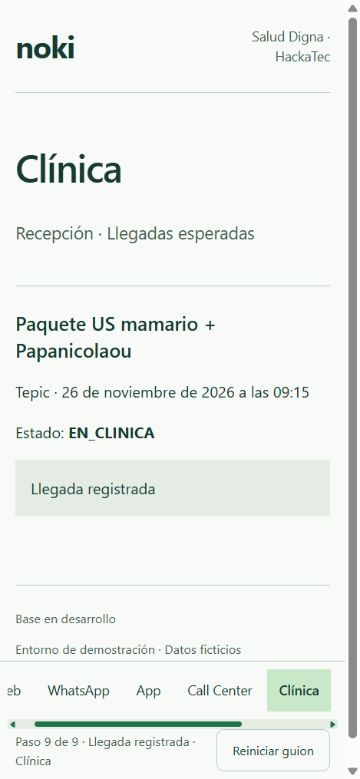 noki
Salud Digna ·
HackaTec
Clínica
Recepción · Llegadas esperadas
Paquete US mamario +
Papanicolaou
Tepic · 26 de noviembre de 2026 a las 09:15
Estado: EN_CLINICA
Llegada registrada
Base en desarrollo
Entorno de demostración · Datos ficticios
eb WhatsApp App Call Center Clínica
Paso 9 de 9 · Llegada registrada ·
Clínica
Reiniciar guion